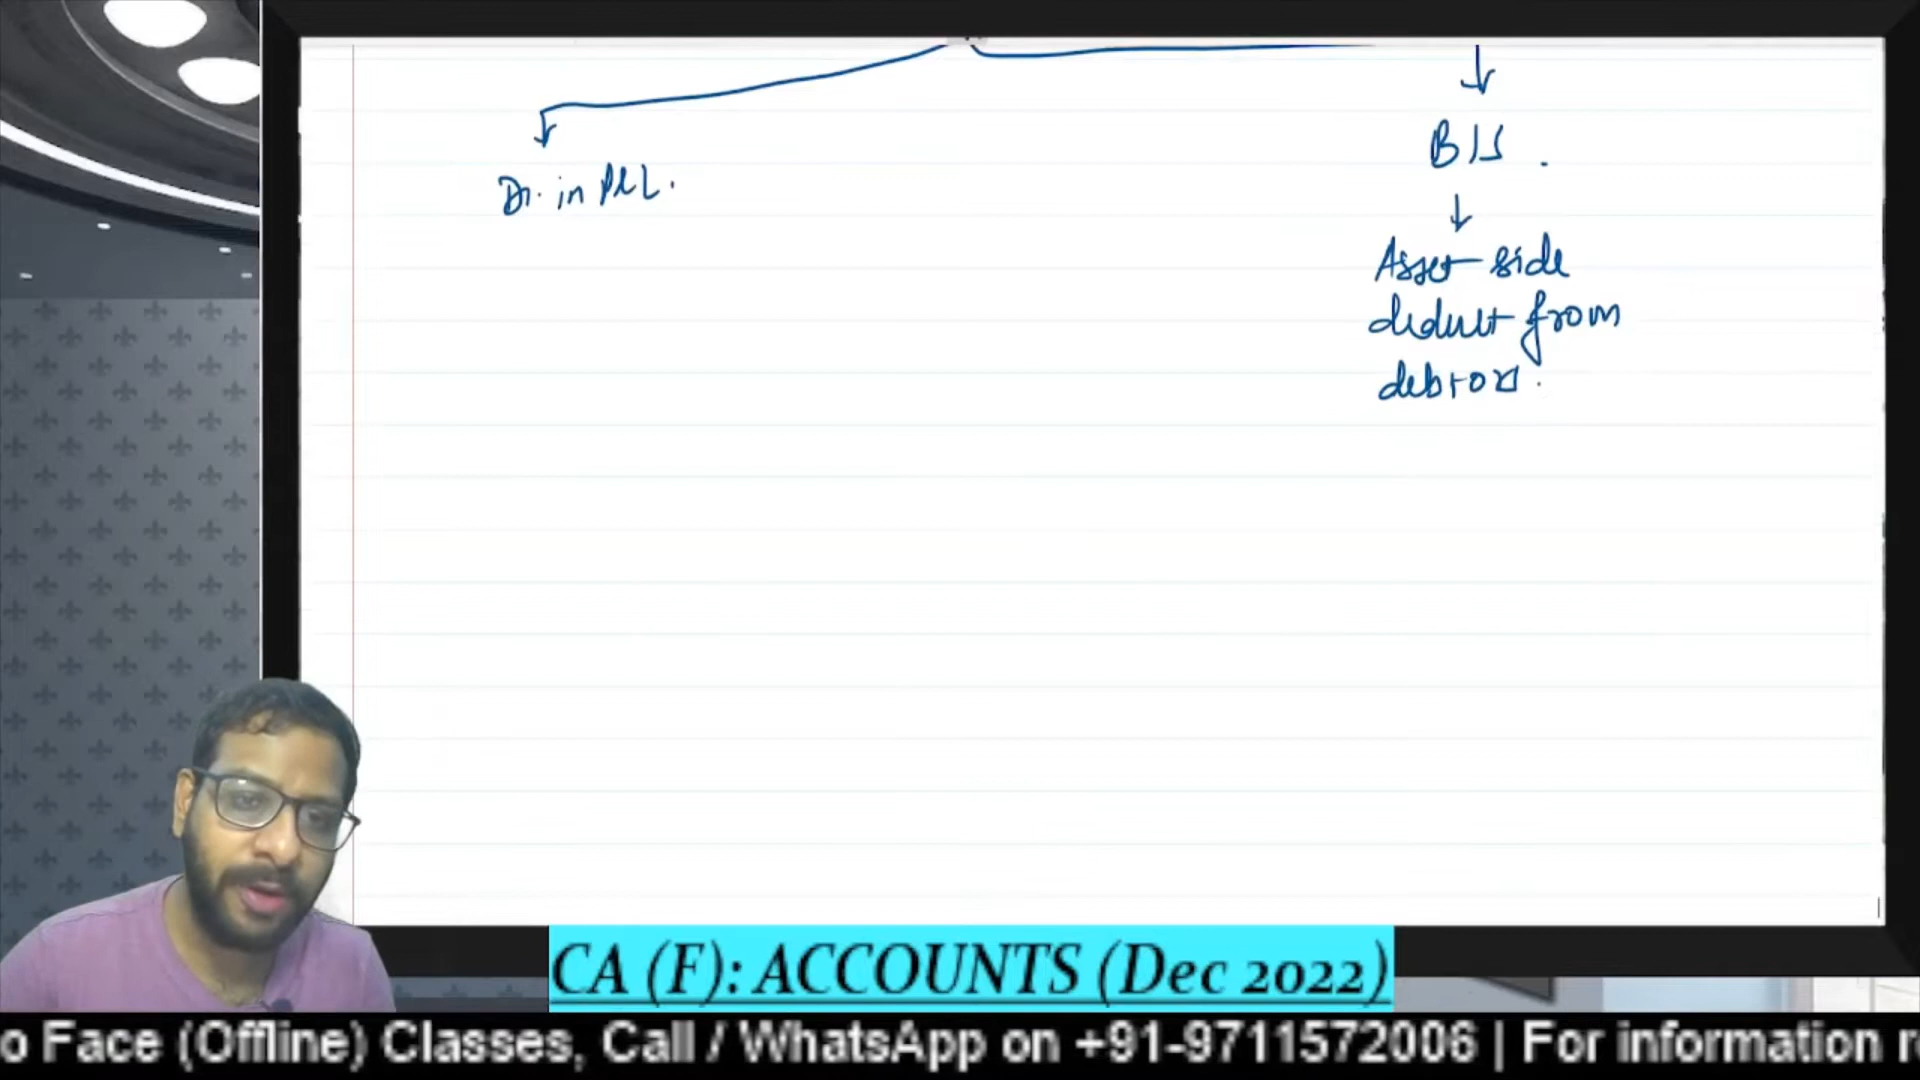 Dr. in P&L.
B/S.
Asset side
deduct from
debtors.
CA (F): ACCOUNTS (Dec 2022)
o Face (Offline) Classes, Call / WhatsApp on +91-9711572006 | For information r